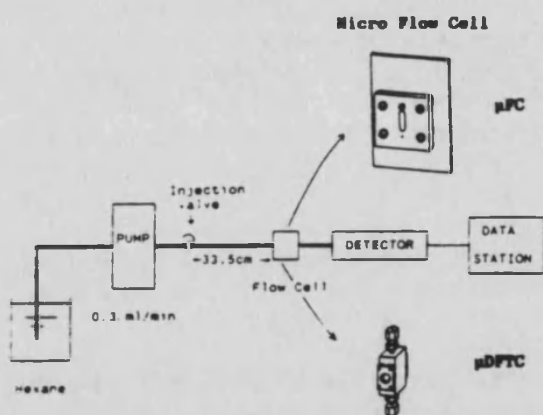 Micro Flow Cell
µFC
Injection
valve
PUMP
33.5cm
Flow Cell
DETECTOR
DATA
STATION
0.3 ml/min
Hexane
µDFTC